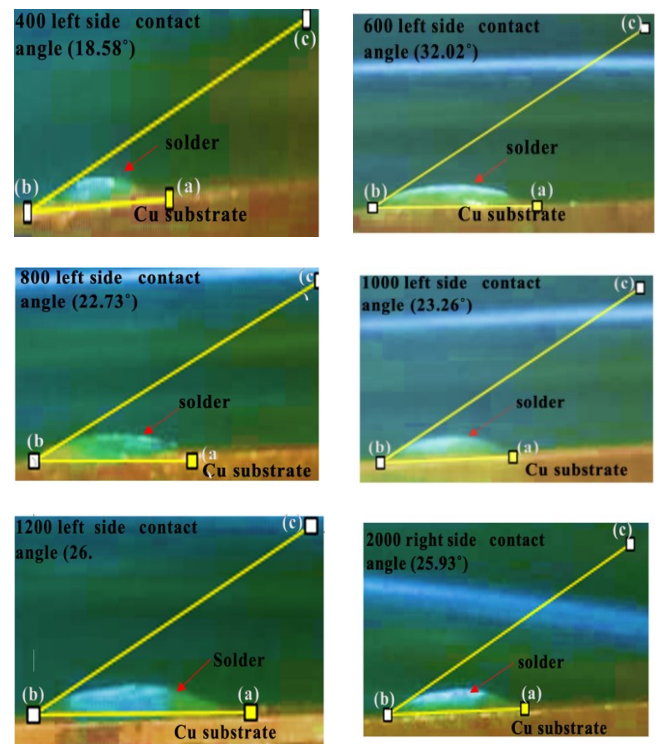 400 left side contact
angle (18.58˚)
(c)
solder
(b)
(a)
Cu substrate
600 left side contact
angle (32.02˚)
(c)
solder
(b)
(a)
Cu substrate
800 left side contact
angle (22.73˚)
(c
solder
(b
(a
Cu substrate
1000 left side contact
angle (23.26˚)
(c)
solder
(b)
(a)
Cu substrate
1200 left side contact
angle (26.
(c)
Solder
(b)
(a)
Cu substrate
2000 right side contact
angle (25.93˚)
(c)
solder
(b)
(a)
Cu substrate